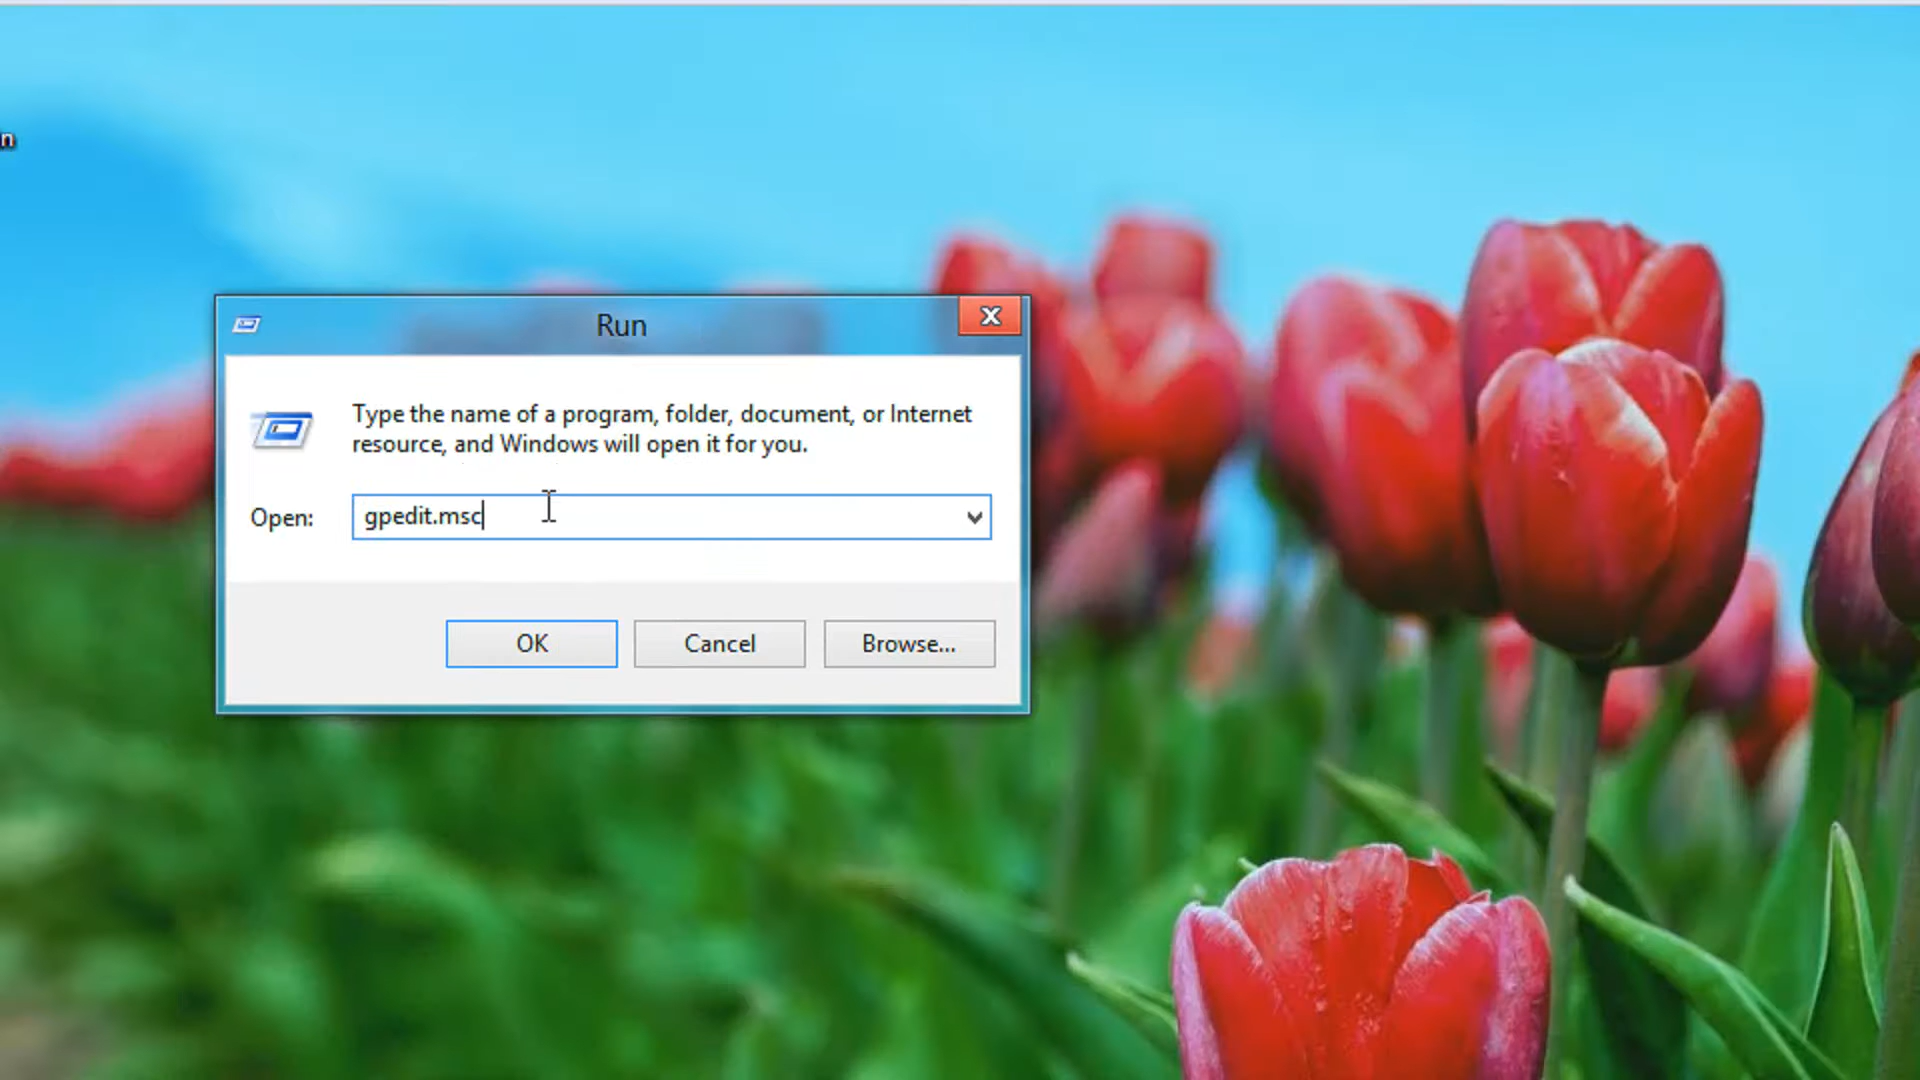 n
Run
Type the name of a program, folder, document, or Internet
resource, and Windows will open it for you.
Open:
gpedit.msc
OK
Cancel
Browse...